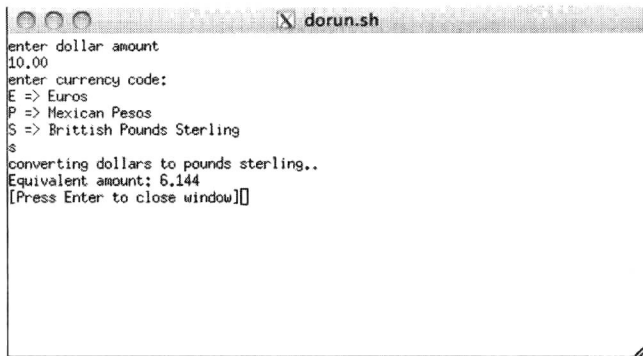 X dorun.sh
enter dollar amount
10.00
enter currency code:
E => Euros
P => Mexican Pesos
S => Brittish Pounds Sterling
s
converting dollars to pounds sterling..
Equivalent amount: 6.144
[Press Enter to close window]